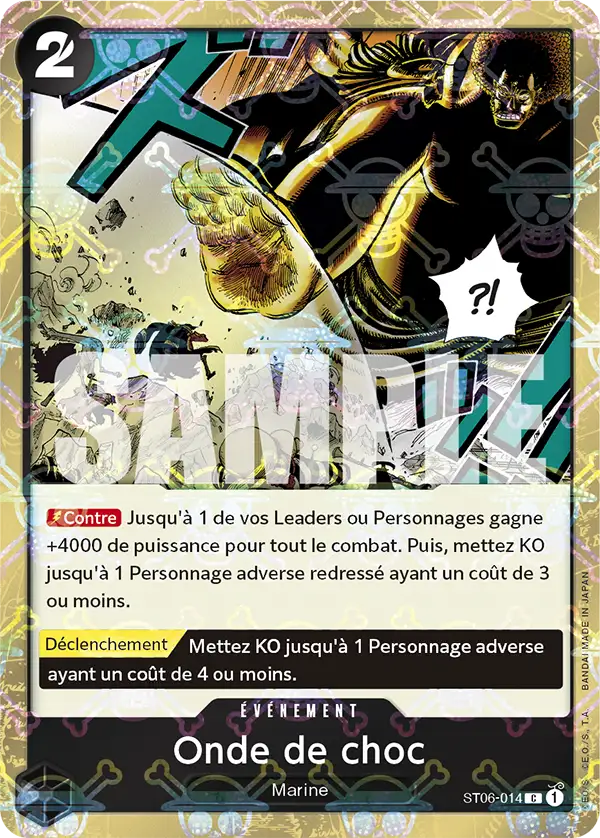 2
ズ
?!
SAMPLE
Contre Jusqu'à 1 de vos Leaders ou Personnages gagne
+4000 de puissance pour tout le combat. Puis, mettez KO
jusqu'à 1 Personnage adverse redressé ayant un coût de 3
ou moins.
Déclenchement Mettez KO jusqu'à 1 Personnage adverse
ayant un coût de 4 ou moins.
ÉVÉNEMENT
Onde de choc
Marine
ST06-014 C 1
©E.O./S., T.A. BANDAI MADE IN JAPAN